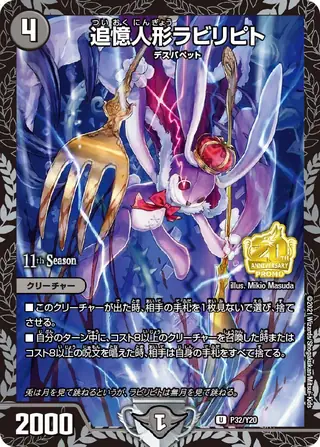 4
つい おく にん ぎょう
追憶人形ラビリピト
デスパペット
11th Season
TH
ANNIVERSARY
PROMO
illus. Mikio Masuda
クリーチャー
■このクリーチャーが出た時、相手の手札を1枚見ないで選び、捨て
させる。
■自分のターン中に、コスト8以上のクリーチャーを召喚した時または
コスト8以上の呪文を唱えた時、相手は自身の手札をすべて捨てる。
兎は月を見て跳ねるというが、ラビリピトは無月を見て跳ねる。
2000
1
U P32/Y20